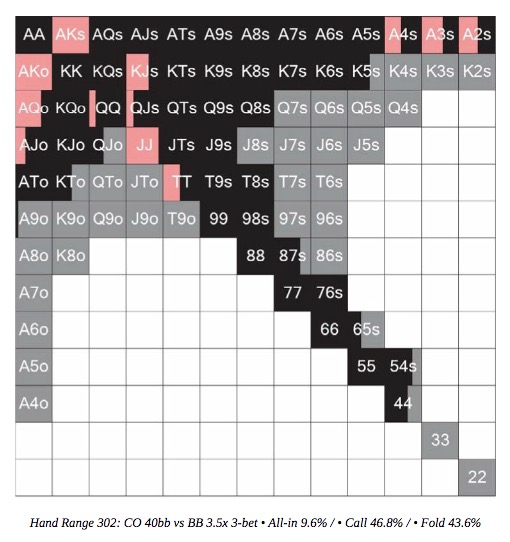 AA AKs AQs AJs ATs A9s A8s A7s A6s A5s A4s A3s A2s
AKo KK KQs KJs KTs K9s K8s K7s K6s K5s K4s K3s K2s
AQo KQo QQ QJs QTs Q9s Q8s Q7s Q6s Q5s Q4s
AJo KJo QJo JJ JTs J9s J8s J7s J6s J5s
ATo KTo QTo JTo TT T9s T8s T7s T6s
A9o K9o Q9o J9o T9o 99 98s 97s 96s
A8o K8o 88 87s 86s
A7o 77 76s
A6o 66 65s
A5o 55 54s
A4o 44
33
22
Hand Range 302: CO 40bb vs BB 3.5x 3-bet • All-in 9.6% / • Call 46.8% / • Fold 43.6%